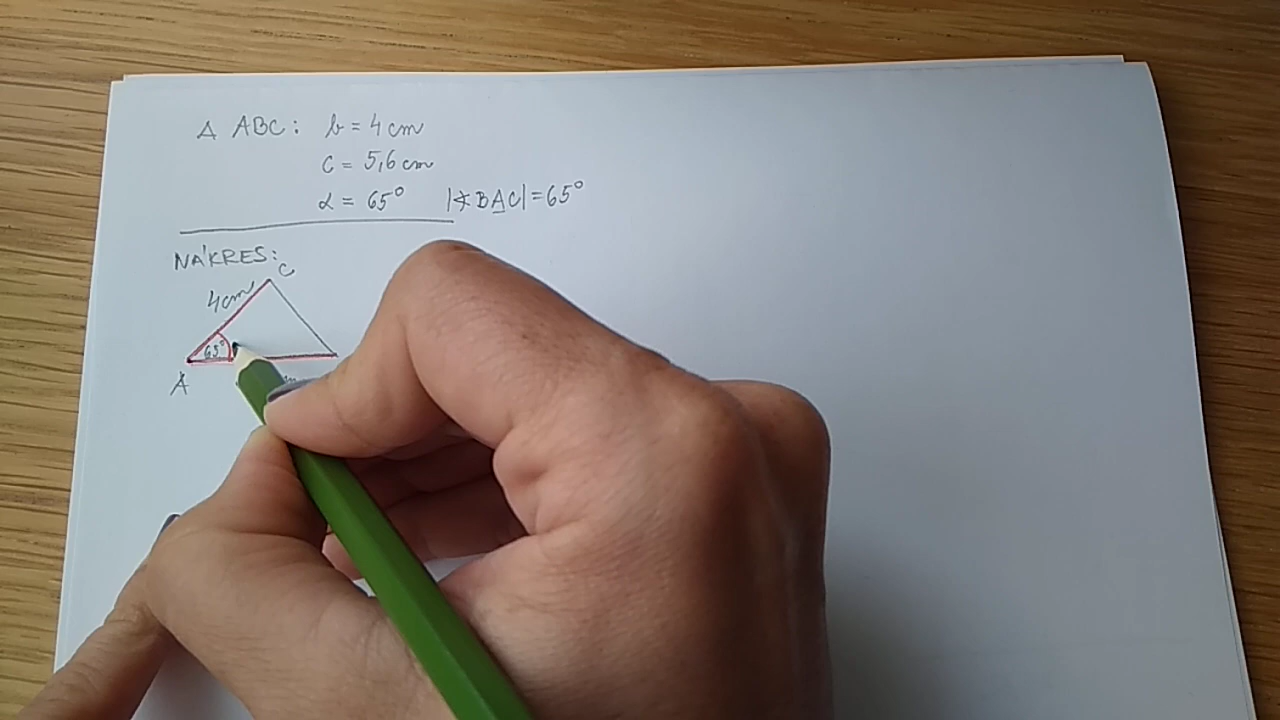 △ ABC: b = 4 cm
c = 5,6 cm
α = 65° |∢BAC| = 65°
NÁKRES:
C
4cm
65°
A